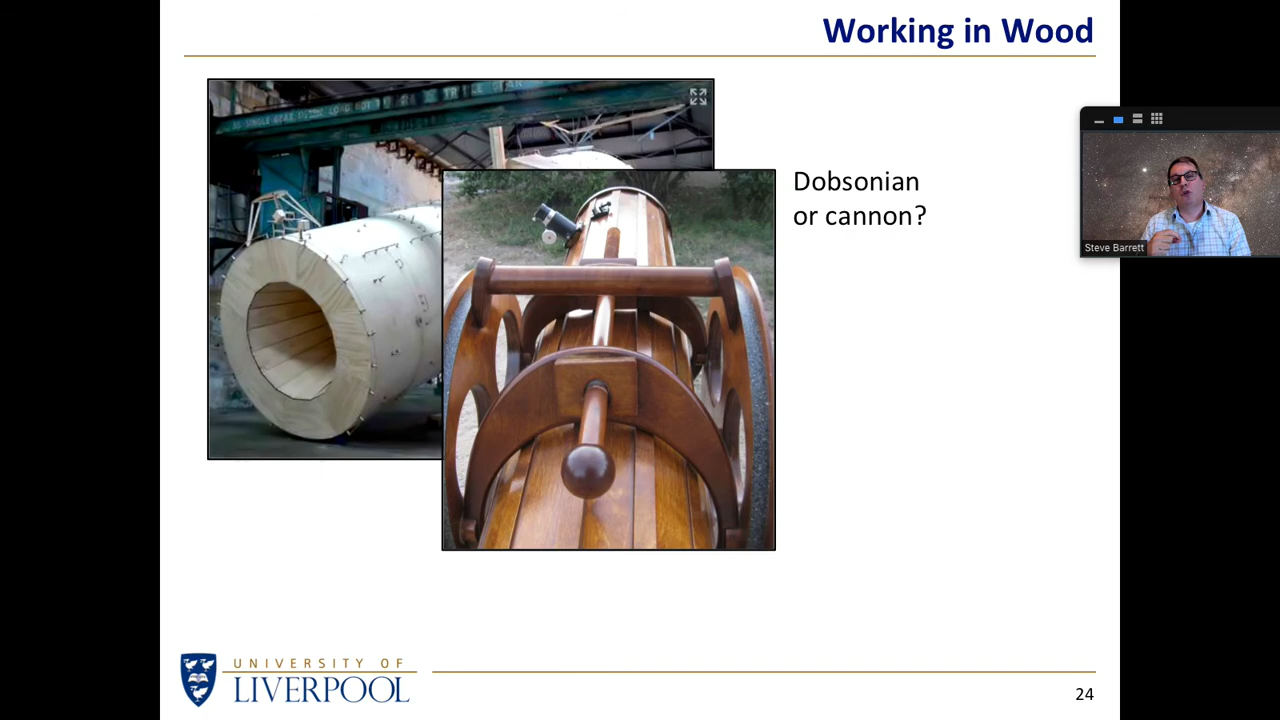 Working in Wood
Dobsonian
or cannon?
Steve Barrett
UNIVERSITY OF
LIVERPOOL
24